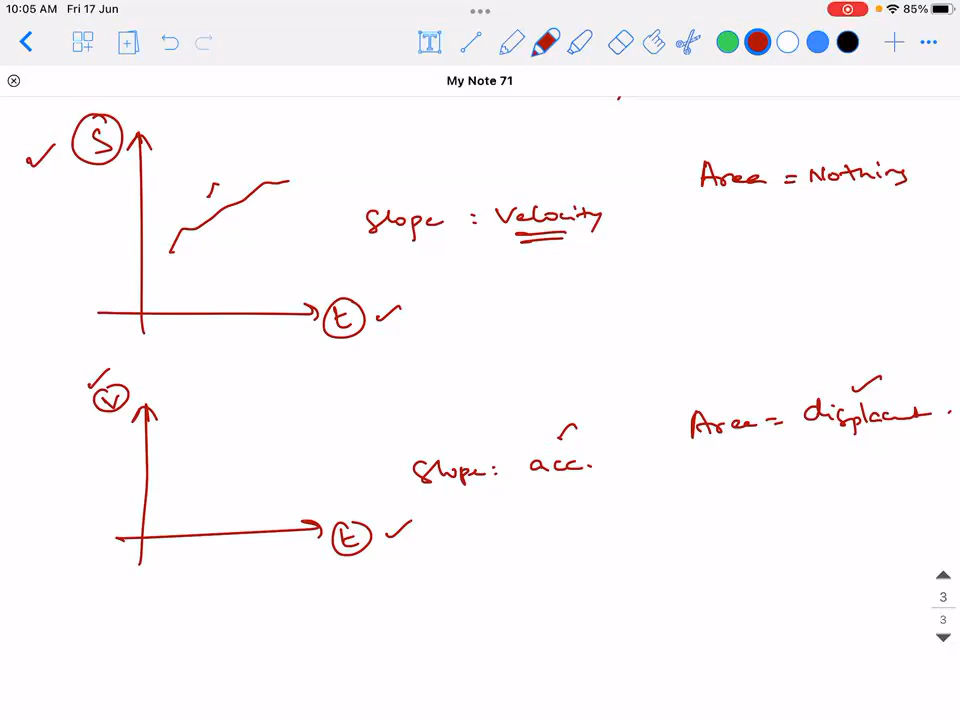 10:05 AM Fri 17 Jun
85%
My Note 71
S
Area = Nothing
Slope : Velocity
t
V
Area = displacnt.
Slope: acc.
t
3
3